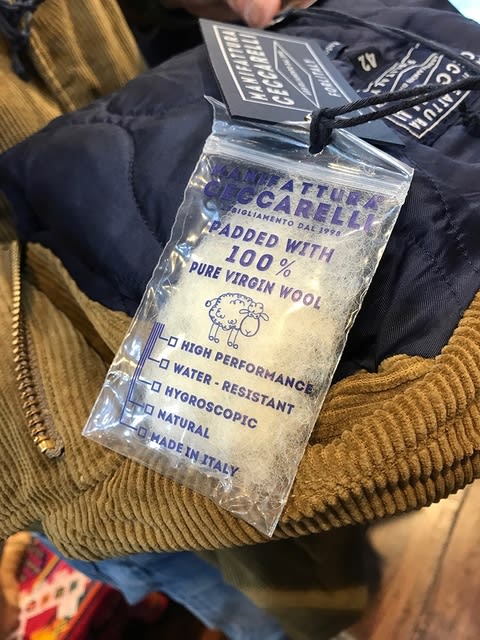 MANIFATTURA
CECCARELLI
42
MANIFATTURA
CECCARELLI
ABBIGLIAMENTO DAL 1998
PADDED WITH
100%
PURE VIRGIN WOOL
HIGH PERFORMANCE
WATER - RESISTANT
HYGROSCOPIC
NATURAL
MADE IN ITALY